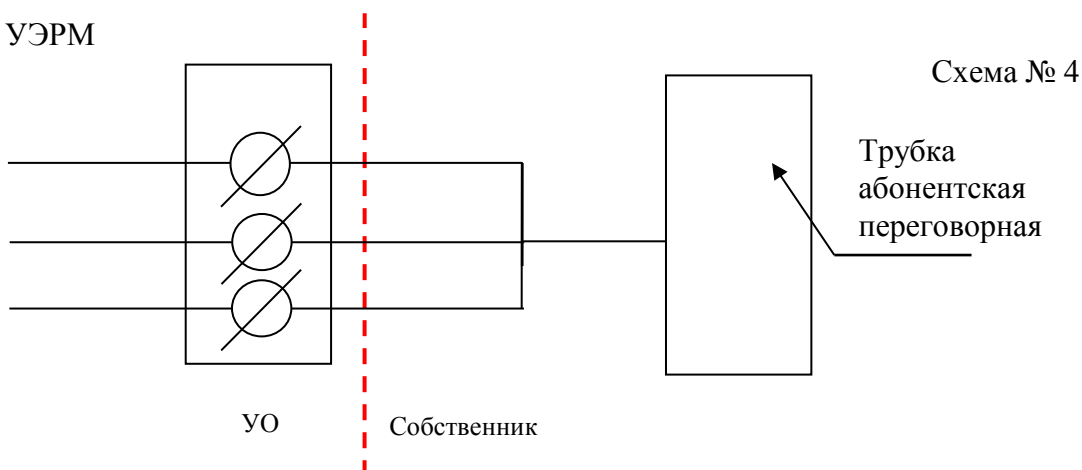 УЭРМ
Схема № 4
Трубка
абонентская
переговорная
УО
Собственник